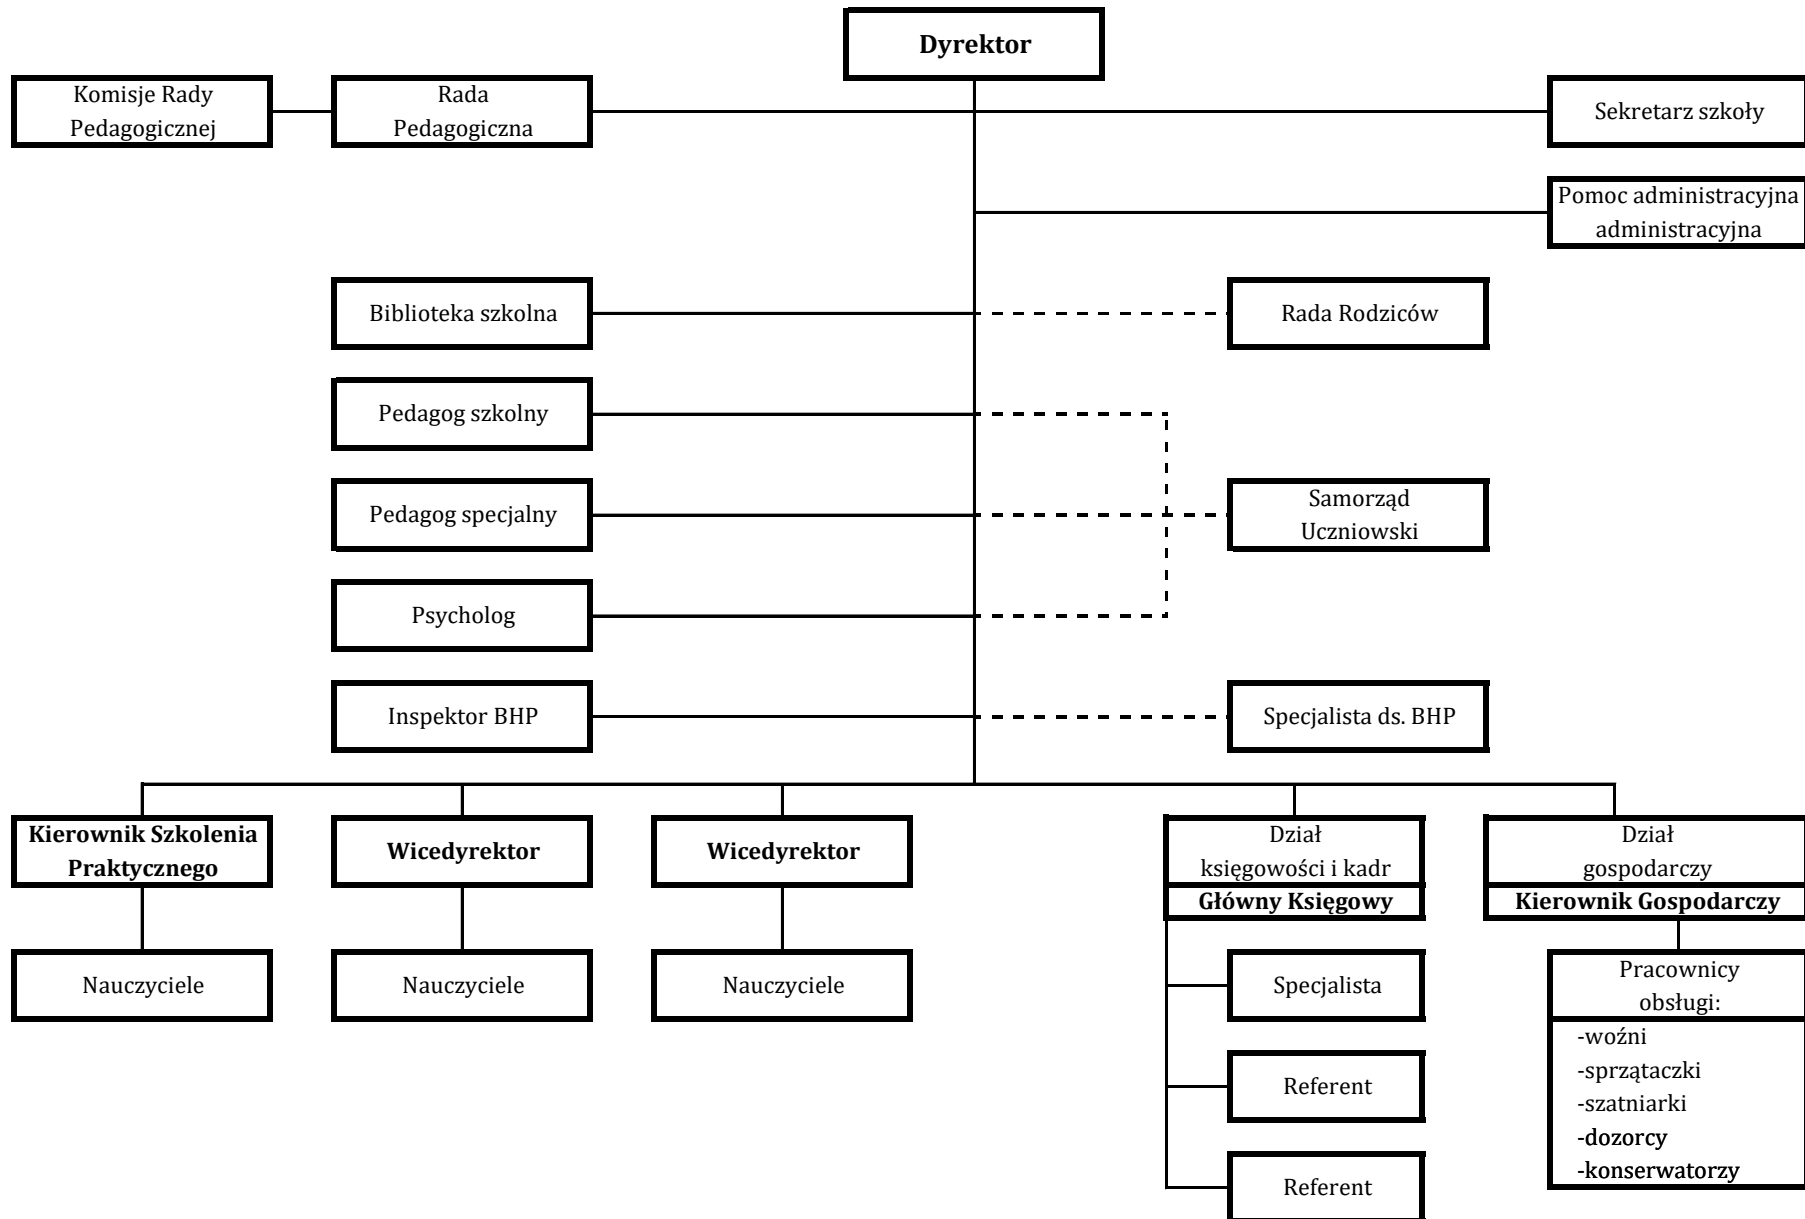 Dyrektor
Komisje Rady
Pedagogicznej
Rada
Pedagogiczna
Sekretarz szkoły
Pomoc administracyjna
administracyjna
Biblioteka szkolna
Rada Rodziców
Pedagog szkolny
Pedagog specjalny
Samorząd
Uczniowski
Psycholog
Inspektor BHP
Specjalista ds. BHP
Kierownik Szkolenia
Praktycznego
Wicedyrektor
Wicedyrektor
Dział
księgowości i kadr
Główny Księgowy
Dział
gospodarczy
Kierownik Gospodarczy
Nauczyciele
Nauczyciele
Nauczyciele
Specjalista
Referent
Referent
Pracownicy
obsługi:
-woźni
-sprzątaczki
-szatniarki
-dozorcy
-konserwatorzy